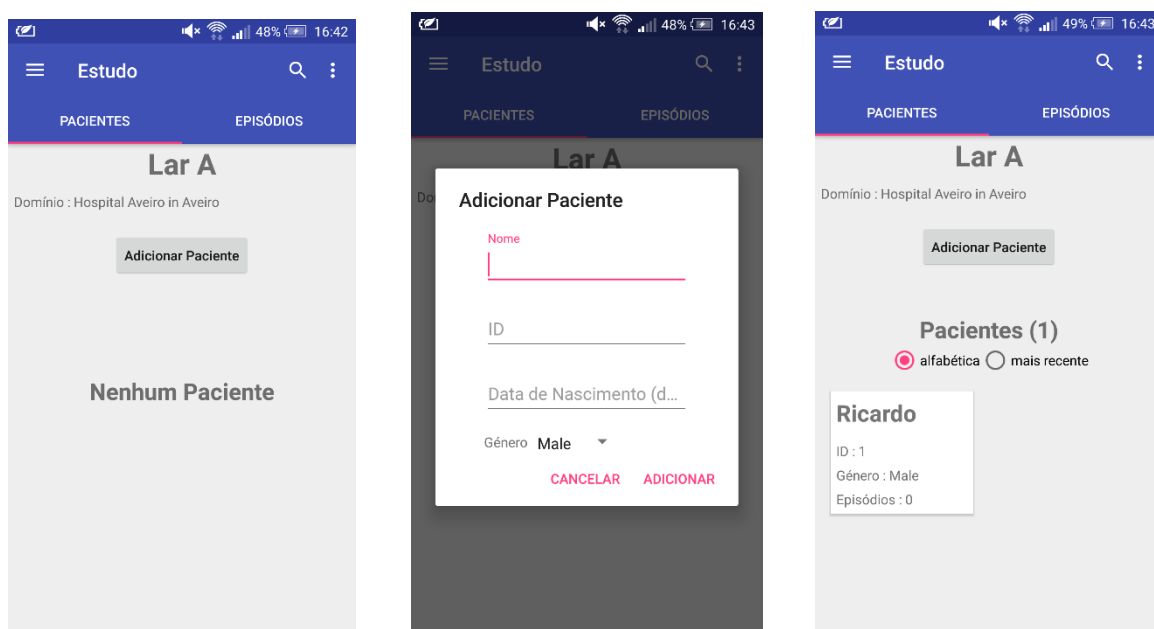 48% 16:42
Estudo
PACIENTES EPISÓDIOS
Lar A
Domínio : Hospital Aveiro in Aveiro
Adicionar Paciente
Nenhum Paciente
48% 16:43
Estudo
PACIENTES EPISÓDIOS
Lar A
Do
Adicionar Paciente
Nome
ID
Data de Nascimento (d...
Género Male
CANCELAR ADICIONAR
49% 16:43
Estudo
PACIENTES EPISÓDIOS
Lar A
Domínio : Hospital Aveiro in Aveiro
Adicionar Paciente
Pacientes (1)
alfabética mais recente
Ricardo
ID : 1
Género : Male
Episódios : 0